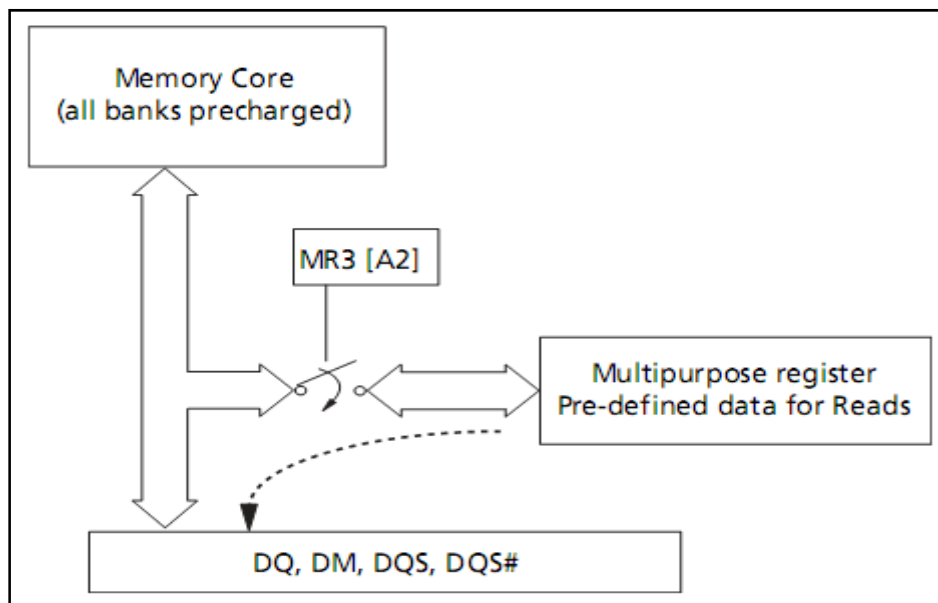 Memory Core
(all banks precharged)
MR3 [A2]
Multipurpose register
Pre-defined data for Reads
DQ, DM, DQS, DQS#